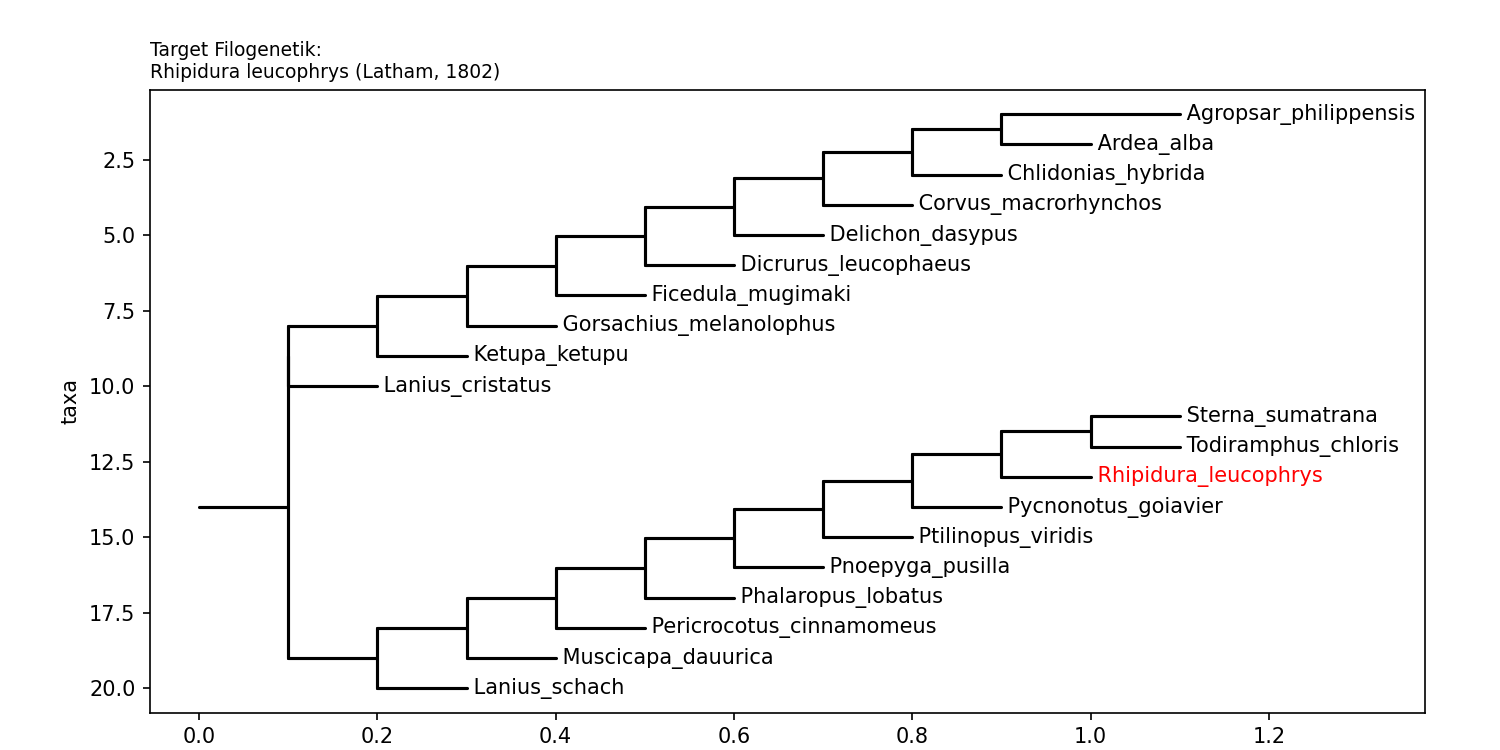 Target Filogenetik:
Rhipidura leucophrys (Latham, 1802)
Agropsar_philippensis
Ardea_alba
2.5
Chlidonias_hybrida
Corvus_macrorhynchos
5.0
Delichon_dasypus
Dicrurus_leucophaeus
Ficedula_mugimaki
7.5
Gorsachius_melanolophus
Ketupa_ketupu
taxa
10.0
Lanius_cristatus
Sterna_sumatrana
Todiramphus_chloris
12.5
Rhipidura_leucophrys
Pycnonotus_goiavier
15.0
Ptilinopus_viridis
Pnoepyga_pusilla
Phalaropus_lobatus
17.5
Pericrocotus_cinnamomeus
Muscicapa_dauurica
20.0
Lanius_schach
0.0 0.2 0.4 0.6 0.8 1.0 1.2